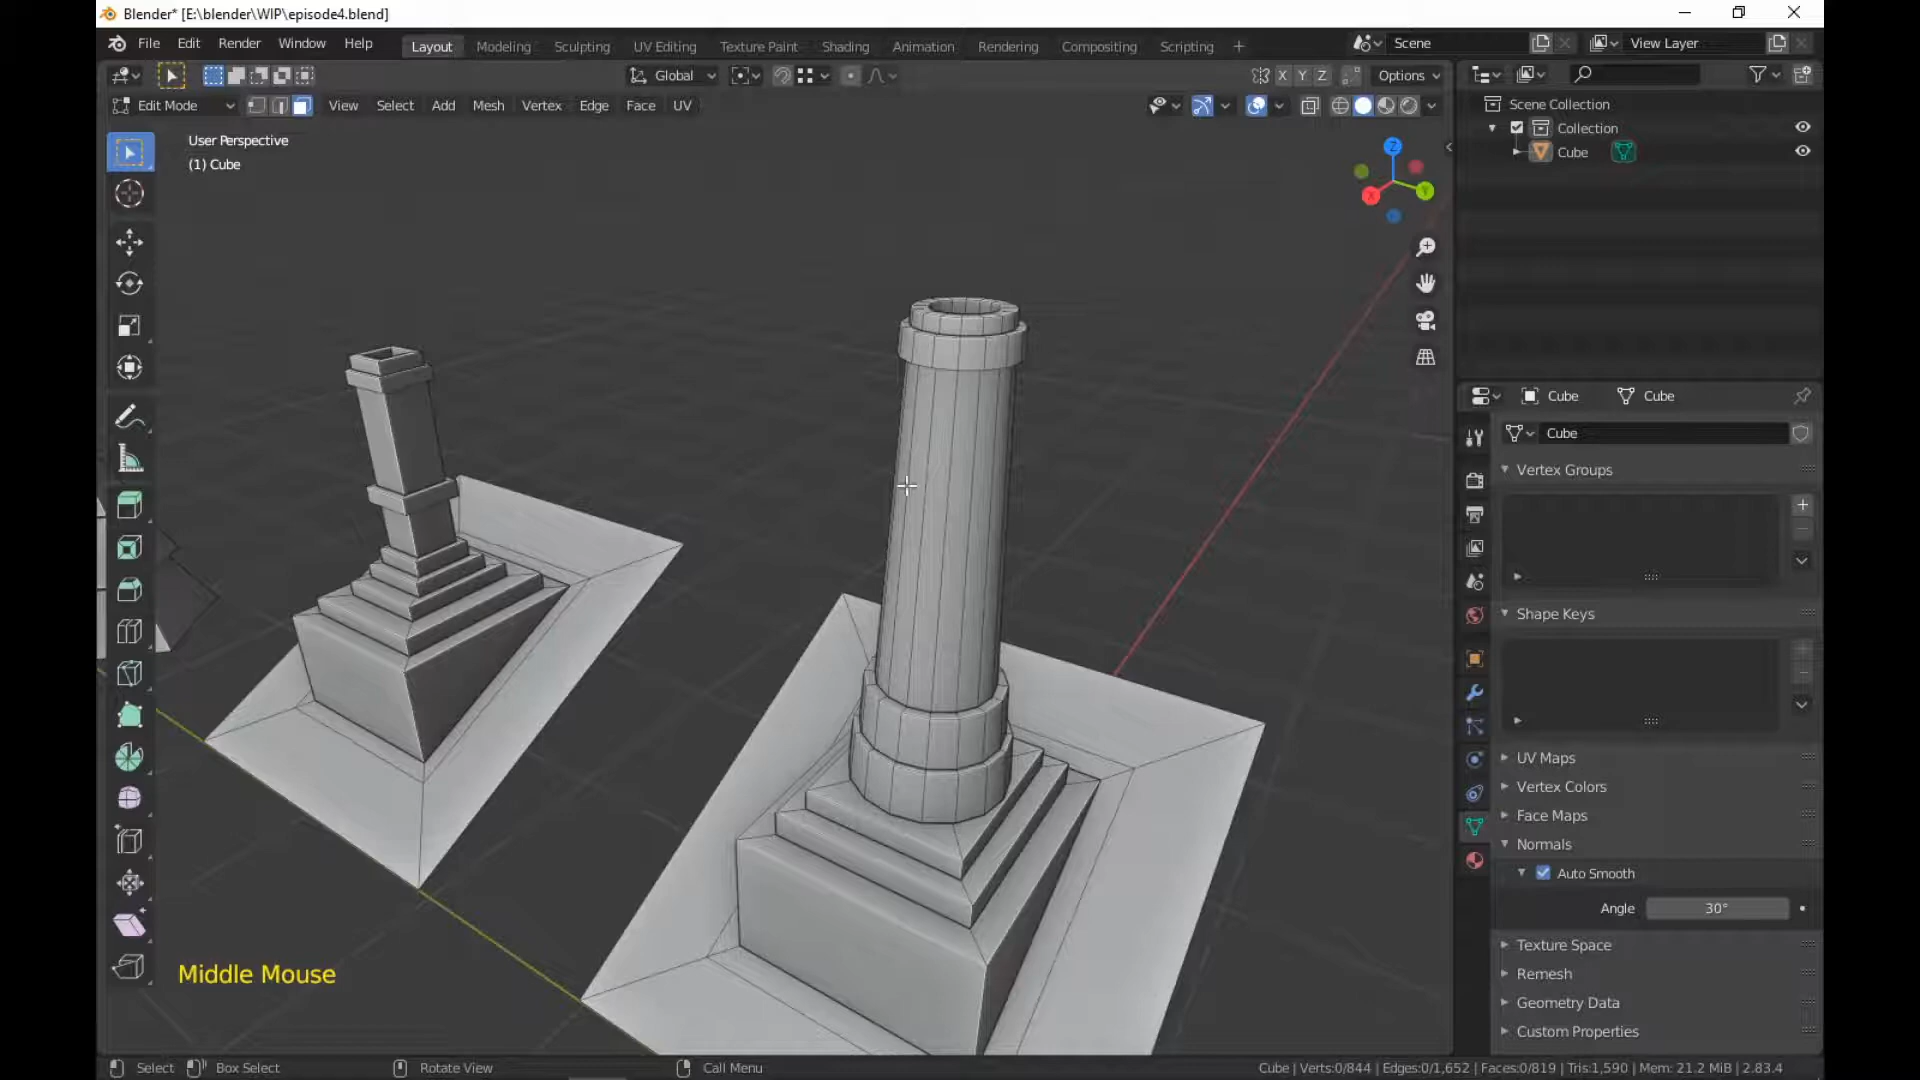 Blender* [E:\blender\WIP\episode4.blend]
File Edit Render Window Help Layout Modeling Sculpting UV Editing Texture Paint Shading Animation Rendering Compositing Scripting + Scene View Layer
Global X Y Z Options
Edit Mode View Select Add Mesh Vertex Edge Face UV
User Perspective
(1) Cube
Z
Y
X
Middle Mouse
Scene Collection
Collection
Cube
Cube Cube
Cube
Vertex Groups
Shape Keys
UV Maps
Vertex Colors
Face Maps
Normals
Auto Smooth
Angle 30°
Texture Space
Remesh
Geometry Data
Custom Properties
Select Box Select Rotate View Call Menu Cube | Verts:0/844 | Edges:0/1,652 | Faces:0/819 | Tris:1,590 | Mem: 21.2 MiB | 2.83.4